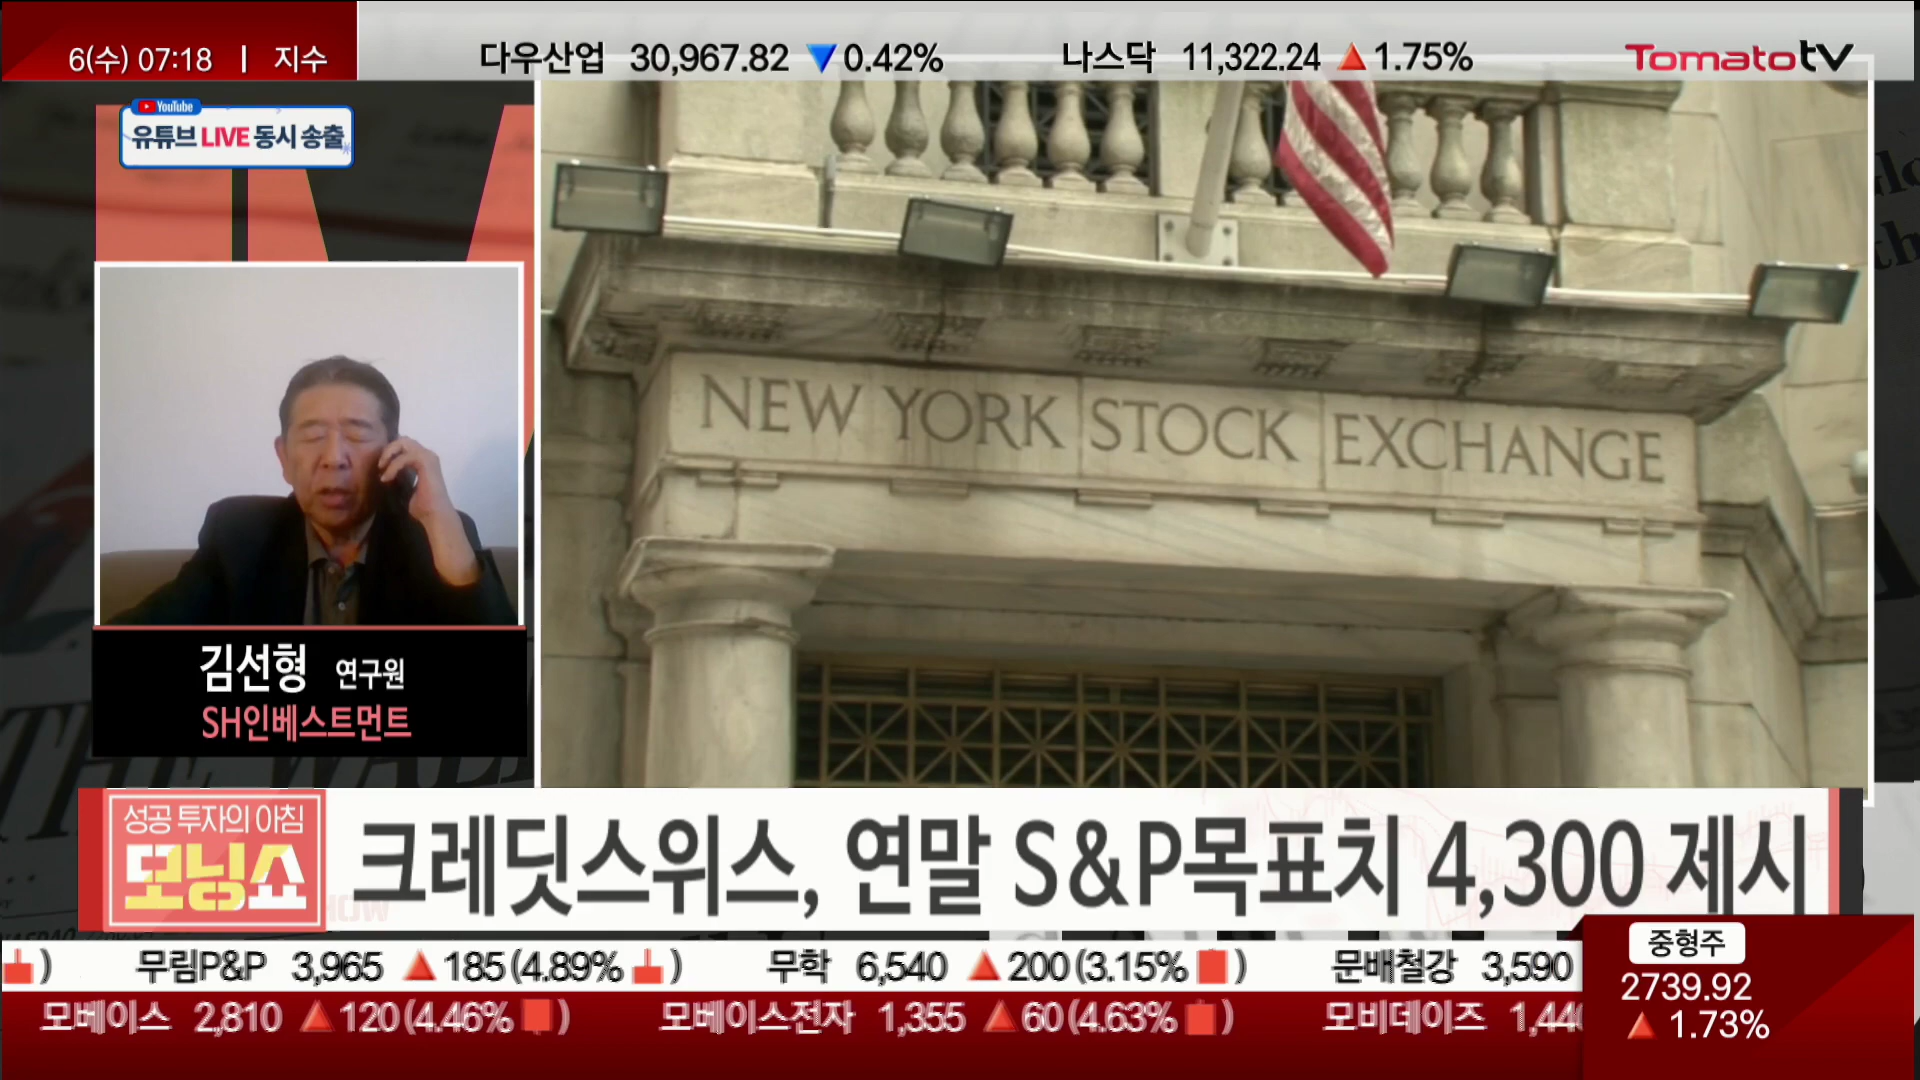 6(수) 07:18 | 지수
다우산업 30,967.82 ▼0.42%
나스닥 11,322.24 ▲1.75%
Tomatotv
YouTube
유튜브 LIVE 동시 송출
NEW YORK STOCK EXCHANGE
김선형 연구원
SH인베스트먼트
성공 투자의 아침
모닝쇼
크레딧스위스, 연말 S&P목표치 4,300 제시
) 무림P&P 3,965 ▲185(4.89% ) 무학 6,540 ▲200(3.15% ) 문배철강 3,590
모베이스 2,810 ▲120(4.46% ) 모베이스전자 1,355 ▲60(4.63% ) 모비데이즈
중형주
2739.92
▲ 1.73%